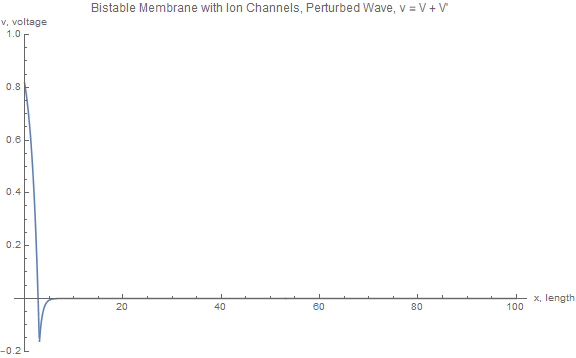 Bistable Membrane with Ion Channels, Perturbed Wave, v = V + V'
v, voltage
1.0
0.8
0.6
0.4
0.2
-0.2
20 40 60 80 100 x, length